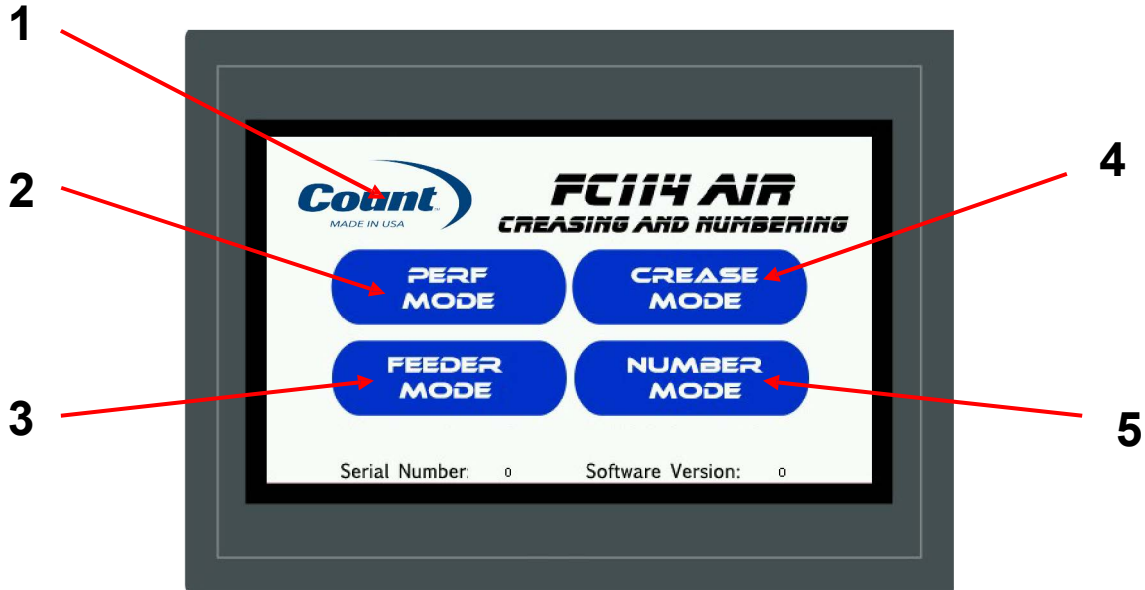 1
Count™
FC114 AIR
4
MADE IN USA
CREASING AND NUMBERING
2
PERF
MODE
CREASE
MODE
FEEDER
MODE
NUMBER
MODE
3
5
Serial Number: 0
Software Version: 0